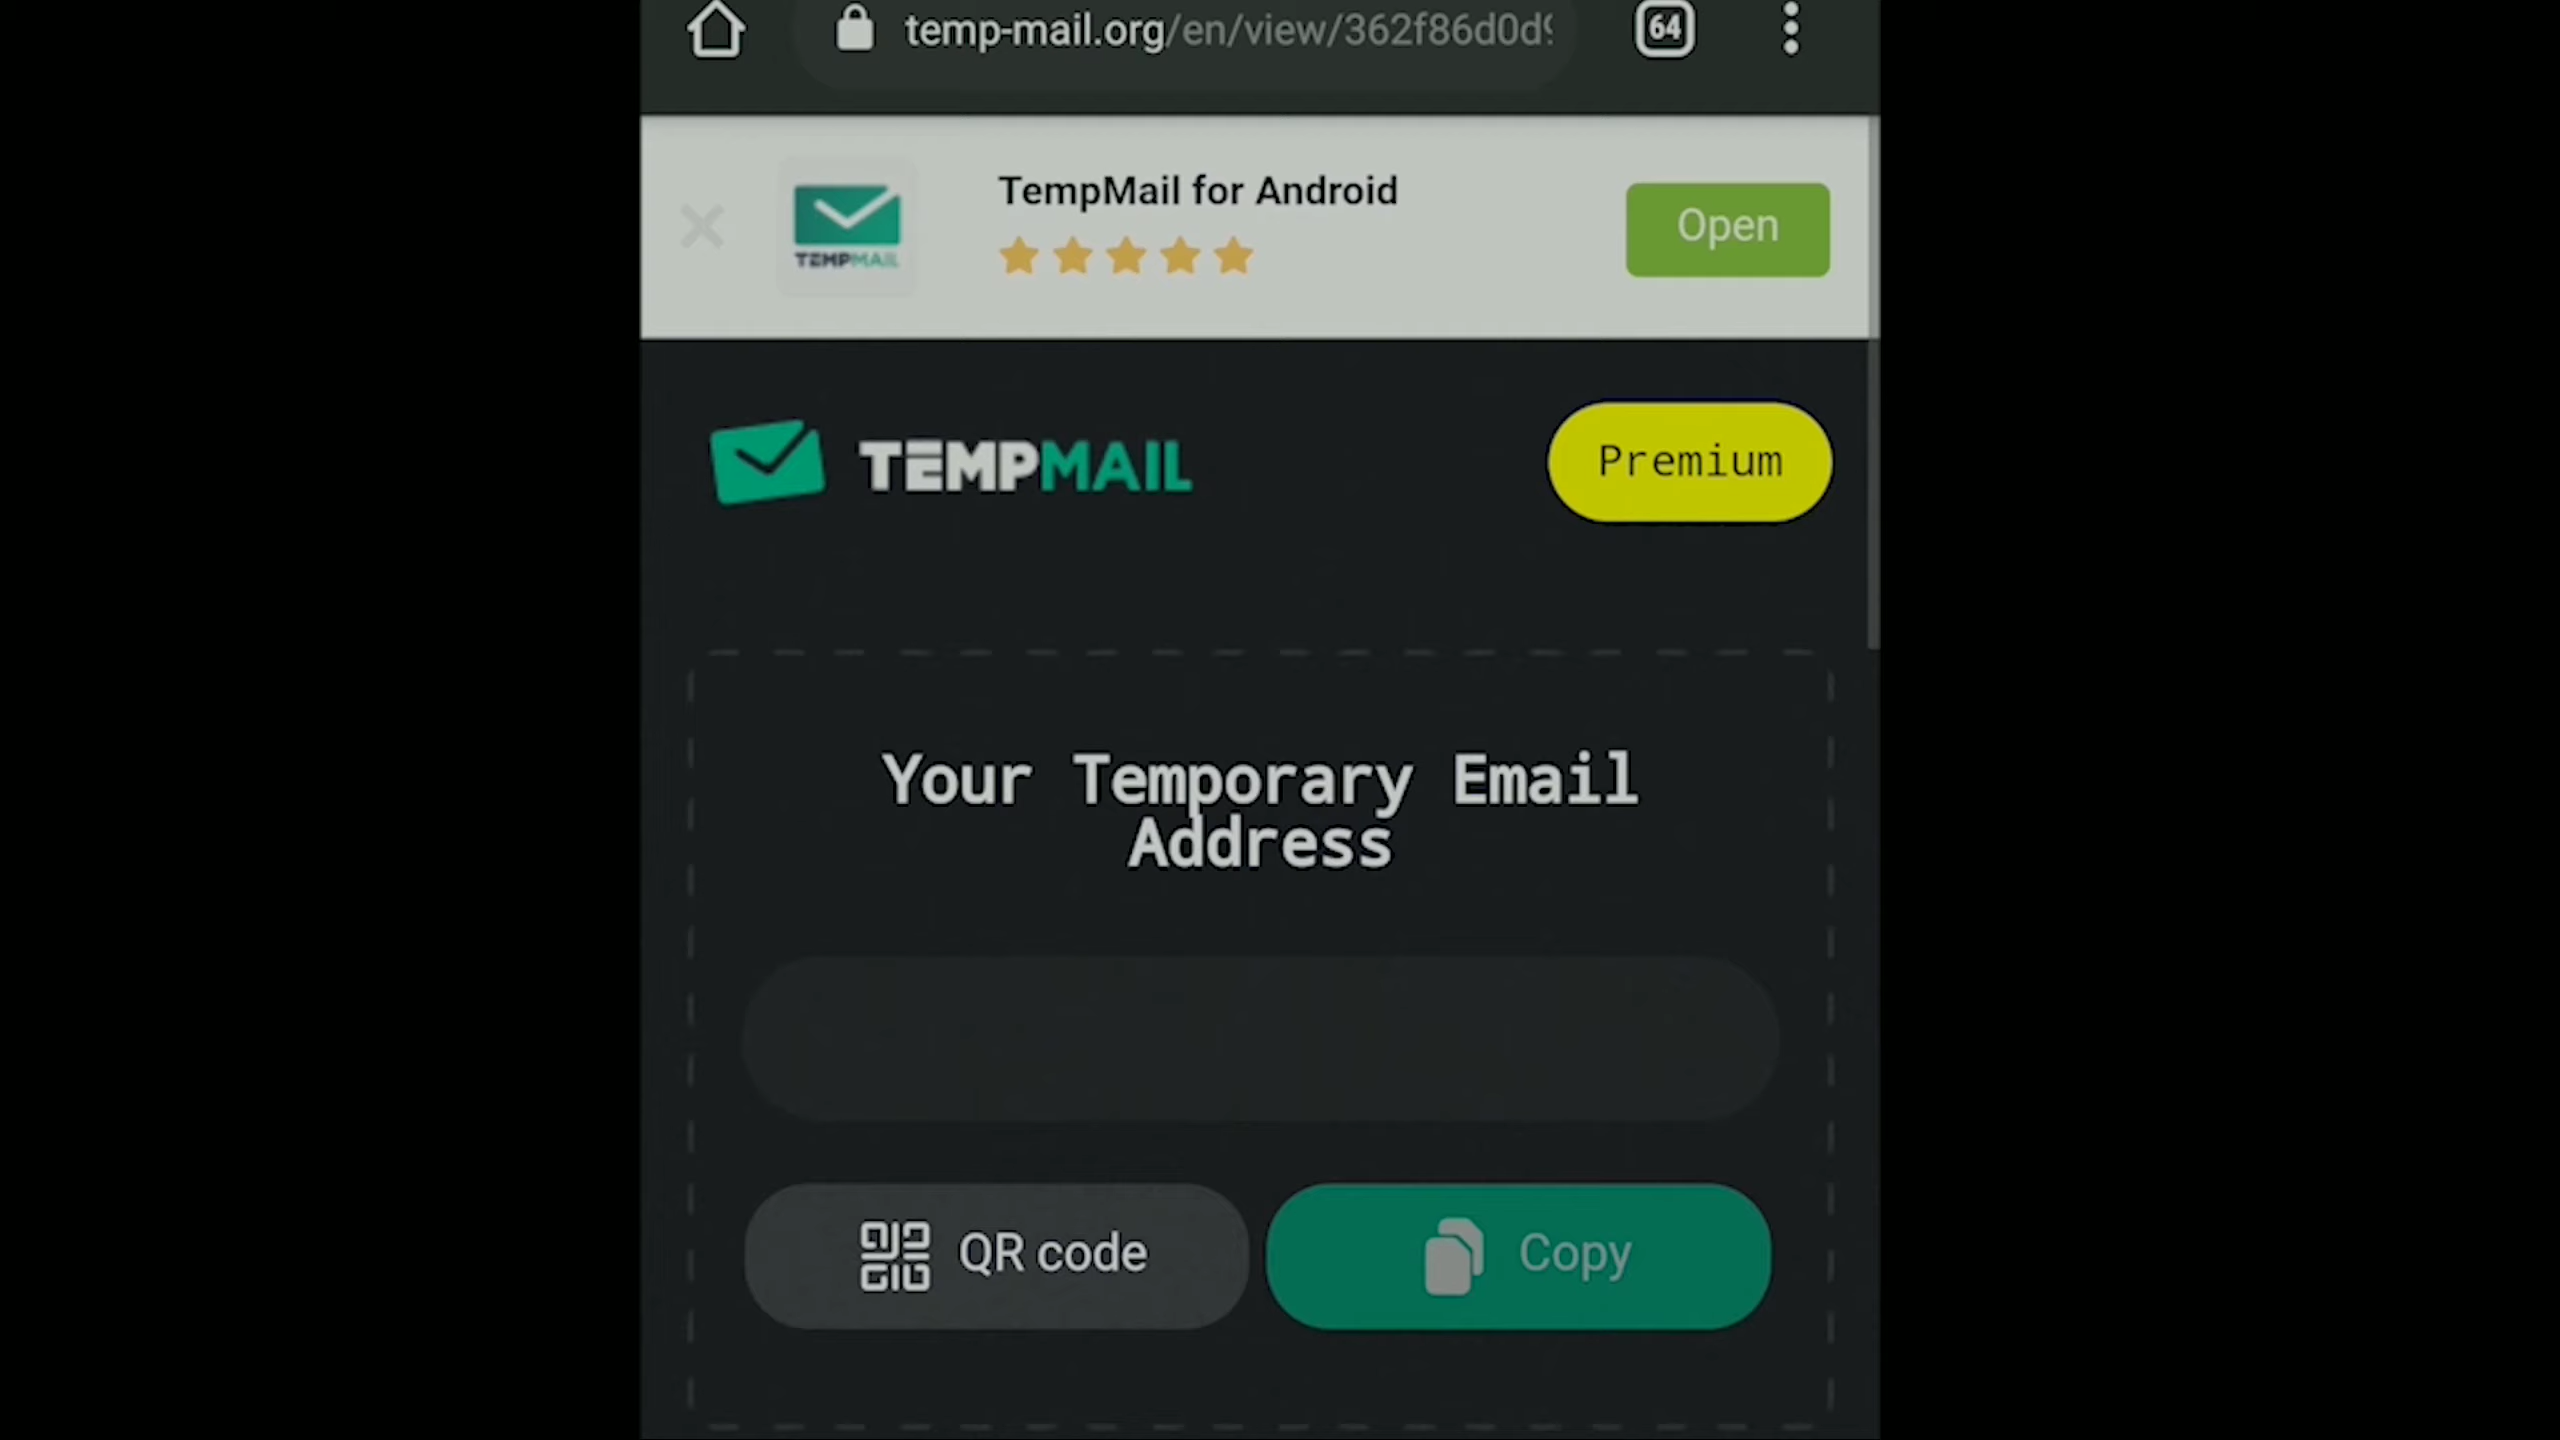 temp-mail.org/en/view/362f86d0d
64
TempMail for Android
TEMPMAIL
Open
TEMPMAIL
Premium
Your Temporary Email
Address
QR code
Copy